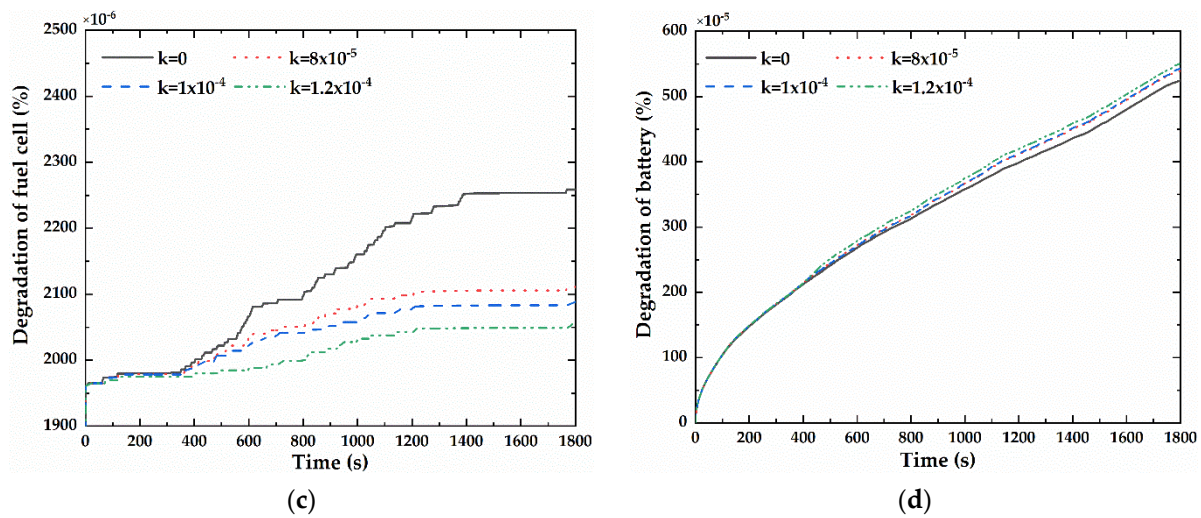 ×10⁻⁶
2500
2400
2300
2200
2100
2000
1900
k=0
k=8x10⁻⁵
k=1x10⁻⁴
k=1.2x10⁻⁴
0 200 400 600 800 1000 1200 1400 1600 1800
Degradation of fuel cell (%)
Time (s)
(c)
×10⁻⁵
600
500
400
300
200
100
0
k=0
k=8x10⁻⁵
k=1x10⁻⁴
k=1.2x10⁻⁴
0 200 400 600 800 1000 1200 1400 1600 1800
Degradation of battery (%)
Time (s)
(d)